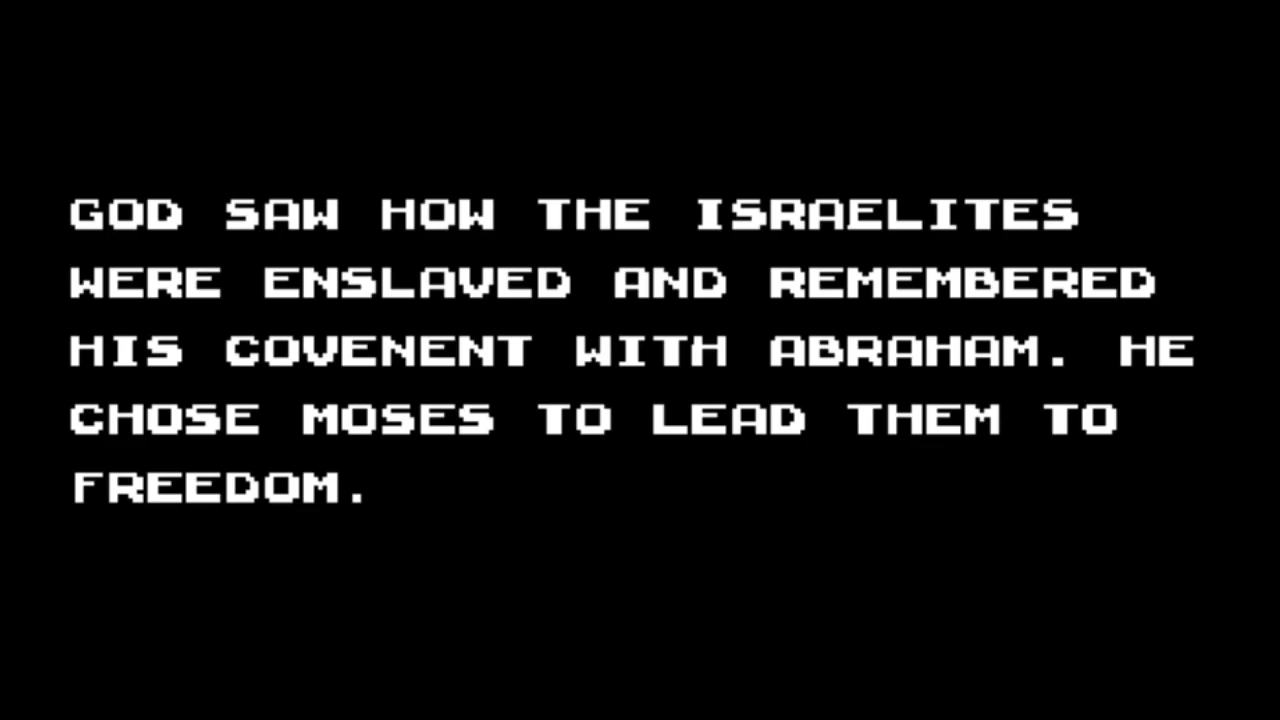 GOD SAW HOW THE ISRAELITES
WERE ENSLAVED AND REMEMBERED
HIS COVENENT WITH ABRAHAM. HE
CHOSE MOSES TO LEAD THEM TO
FREEDOM.